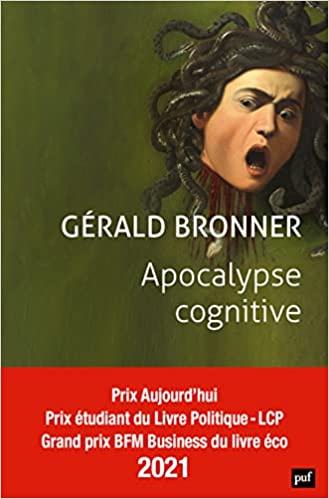 GÉRALD BRONNER
Apocalypse
cognitive
Prix Aujourd'hui
Prix étudiant du Livre Politique - LCP
Grand prix BFM Business du livre éco
2021
puf